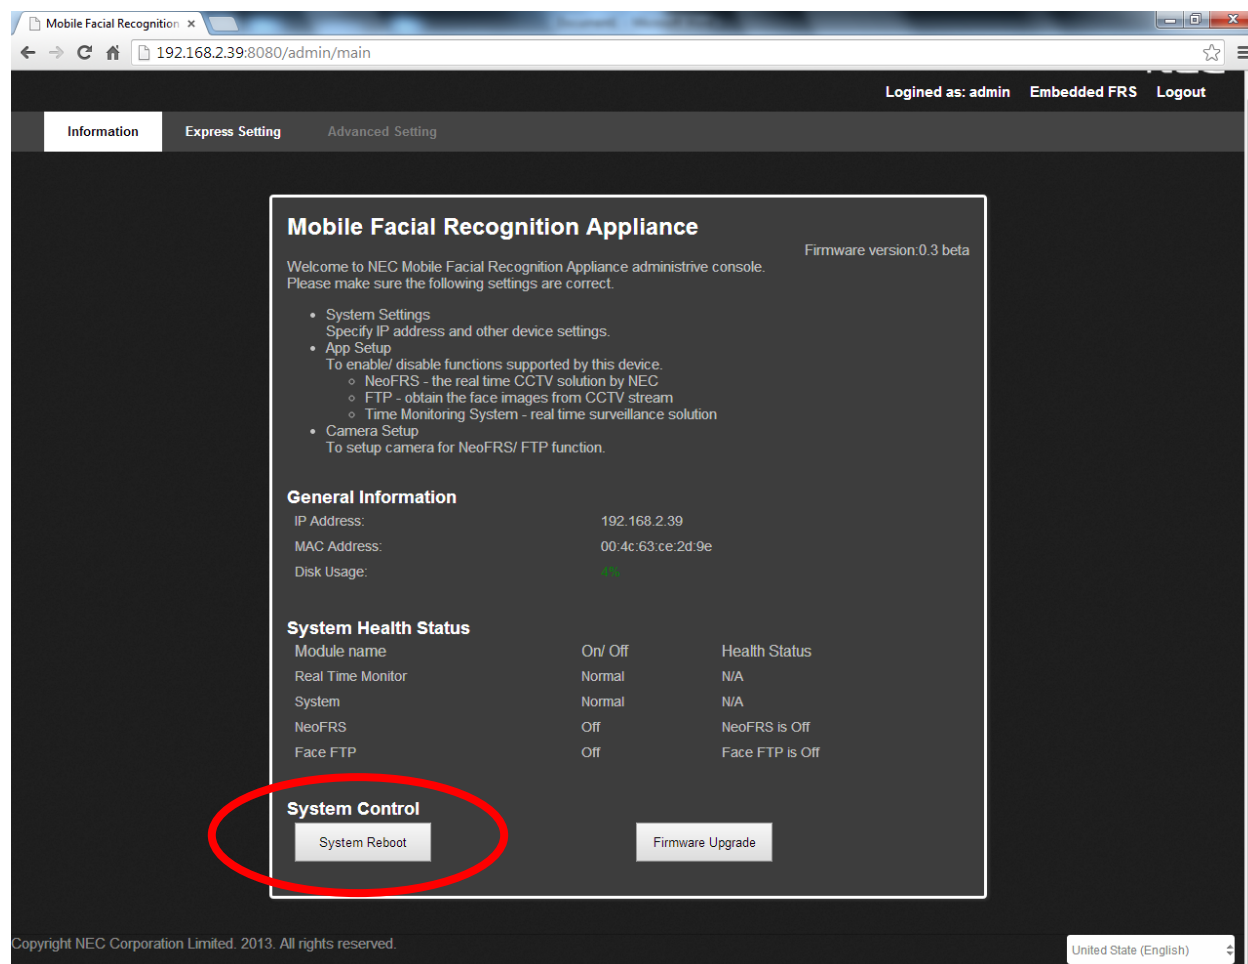 Mobile Facial Recognition
192.168.2.39:8080/admin/main
Logined as: admin Embedded FRS Logout
Information Express Setting Advanced Setting
Mobile Facial Recognition Appliance
Firmware version:0.3 beta
Welcome to NEC Mobile Facial Recognition Appliance administrive console.
Please make sure the following settings are correct.
• System Settings
Specify IP address and other device settings.
• App Setup
To enable/ disable functions supported by this device.
◦ NeoFRS - the real time CCTV solution by NEC
◦ FTP - obtain the face images from CCTV stream
◦ Time Monitoring System - real time surveillance solution
• Camera Setup
To setup camera for NeoFRS/ FTP function.
General Information
IP Address: 192.168.2.39
MAC Address: 00:4c:63:ce:2d:9e
Disk Usage: 4%
System Health Status
Module name On/ Off Health Status
Real Time Monitor Normal N/A
System Normal N/A
NeoFRS Off NeoFRS is Off
Face FTP Off Face FTP is Off
System Control
System Reboot Firmware Upgrade
Copyright NEC Corporation Limited. 2013. All rights reserved.
United State (English)